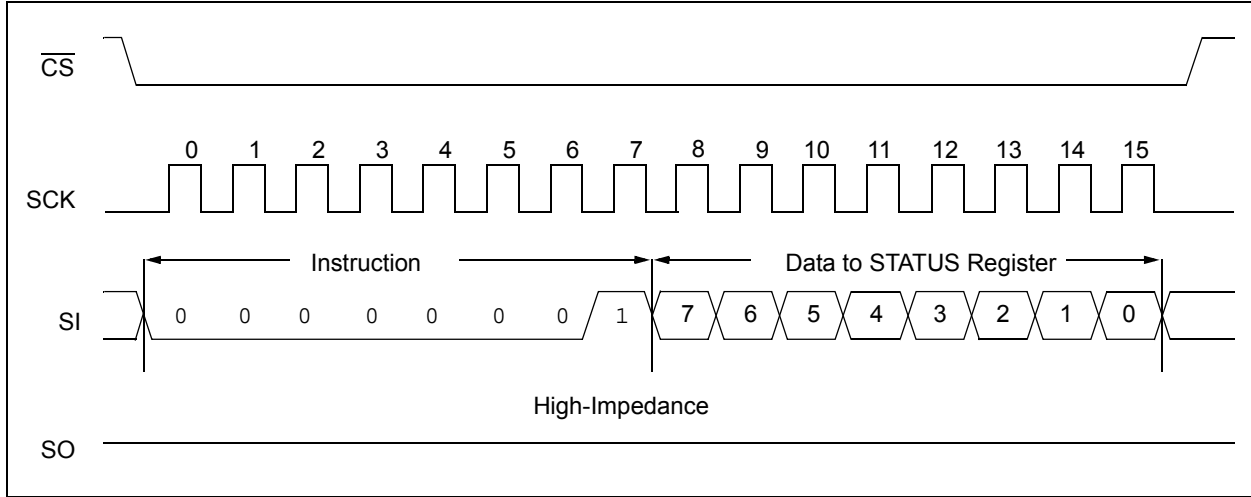 CS
0 1 2 3 4 5 6 7 8 9 10 11 12 13 14 15
SCK
Instruction Data to STATUS Register
SI 0 0 0 0 0 0 0 1 7 6 5 4 3 2 1 0
High-Impedance
SO